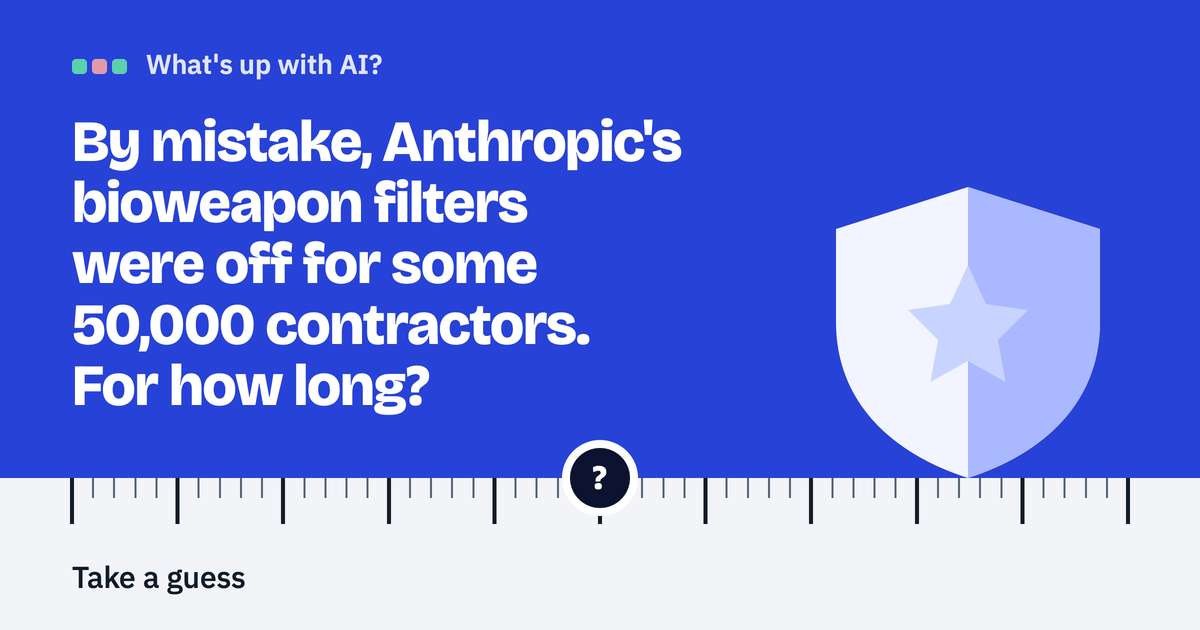 What's up with AI?
By mistake, Anthropic's
bioweapon filters
were off for some
50,000 contractors.
For how long?
?
Take a guess